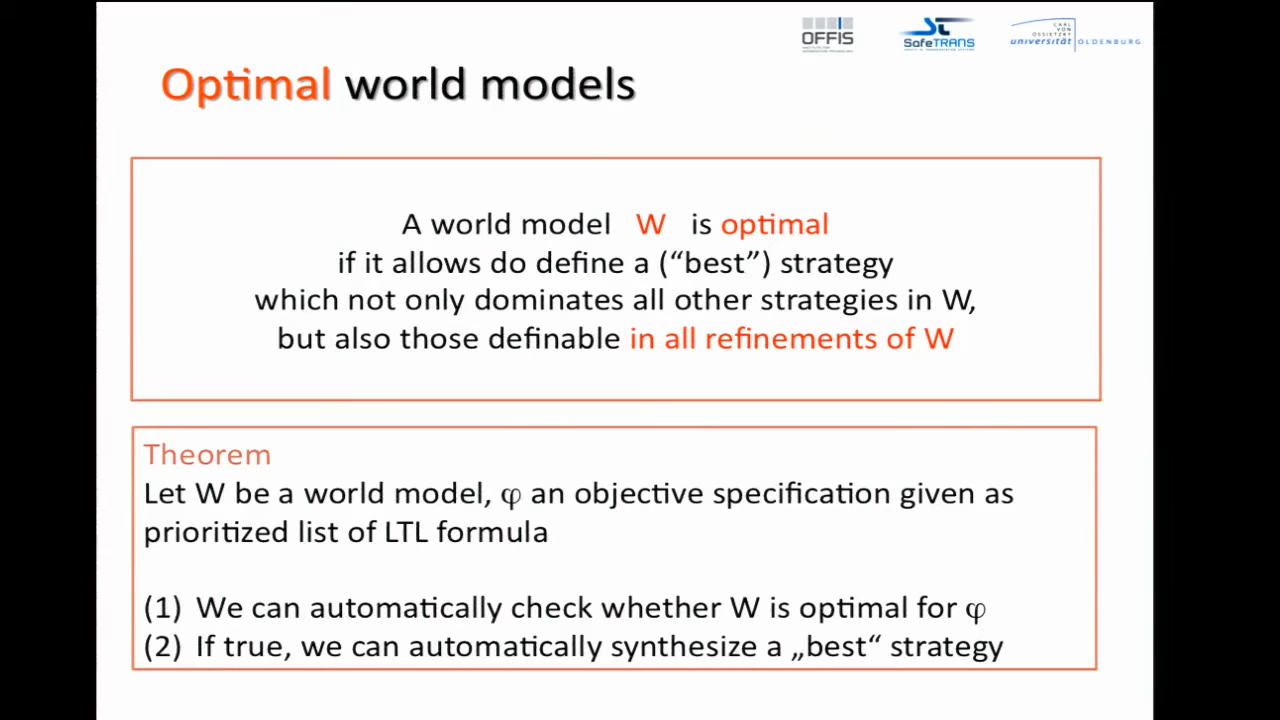 OFFIS
SafeTRANS
CARL
VON
OSSIETZKY
universität OLDENBURG
Optimal world models
A world model W is optimal
if it allows do define a (“best”) strategy
which not only dominates all other strategies in W,
but also those definable in all refinements of W
Theorem
Let W be a world model, φ an objective specification given as
prioritized list of LTL formula
(1) We can automatically check whether W is optimal for φ
(2) If true, we can automatically synthesize a „best“ strategy